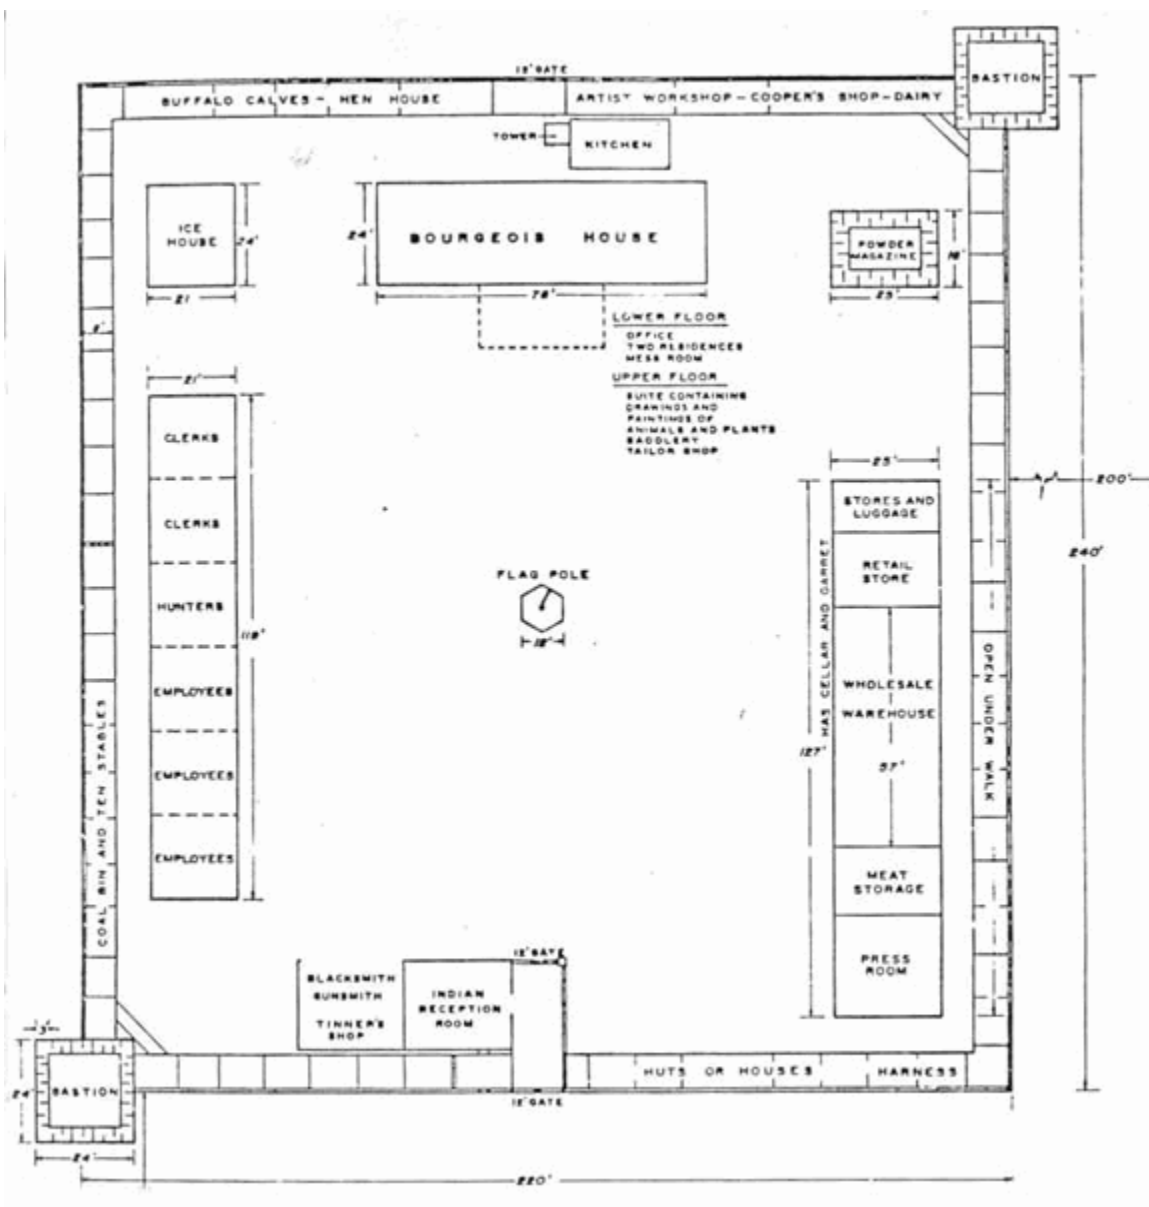 12' GATE
BASTION
BUFFALO CALVES - HEN HOUSE
ARTIST WORKSHOP - COOPER'S SHOP - DAIRY
TOWER
KITCHEN
ICE
HOUSE
24'
21
24'
BOURGEOIS HOUSE
78'
POWDER
MAGAZINE
25'
LOWER FLOOR
OFFICE
TWO RESIDENCES
MESS ROOM
UPPER FLOOR
SUITE CONTAINING
DRAWINGS AND
PAINTINGS OF
ANIMALS AND PLANTS
SADDLERY
TAILOR SHOP
21'
CLERKS
CLERKS
HUNTERS
EMPLOYEES
EMPLOYEES
EMPLOYEES
119'
FLAG POLE
25'
STORES AND
LUGGAGE
RETAIL
STORE
WHOLESALE
WAREHOUSE
57'
MEAT
STORAGE
PRESS
ROOM
HAS CELLAR AND GARRET
127'
OPEN UNDER WALK
200'
240'
COAL BIN AND TEN STABLES
BLACKSMITH
GUNSMITH
TINNER'S
SHOP
INDIAN
RECEPTION
ROOM
12' GATE
12' GATE
HUTS OR HOUSES
HARNESS
BASTION
24'
24'
220'